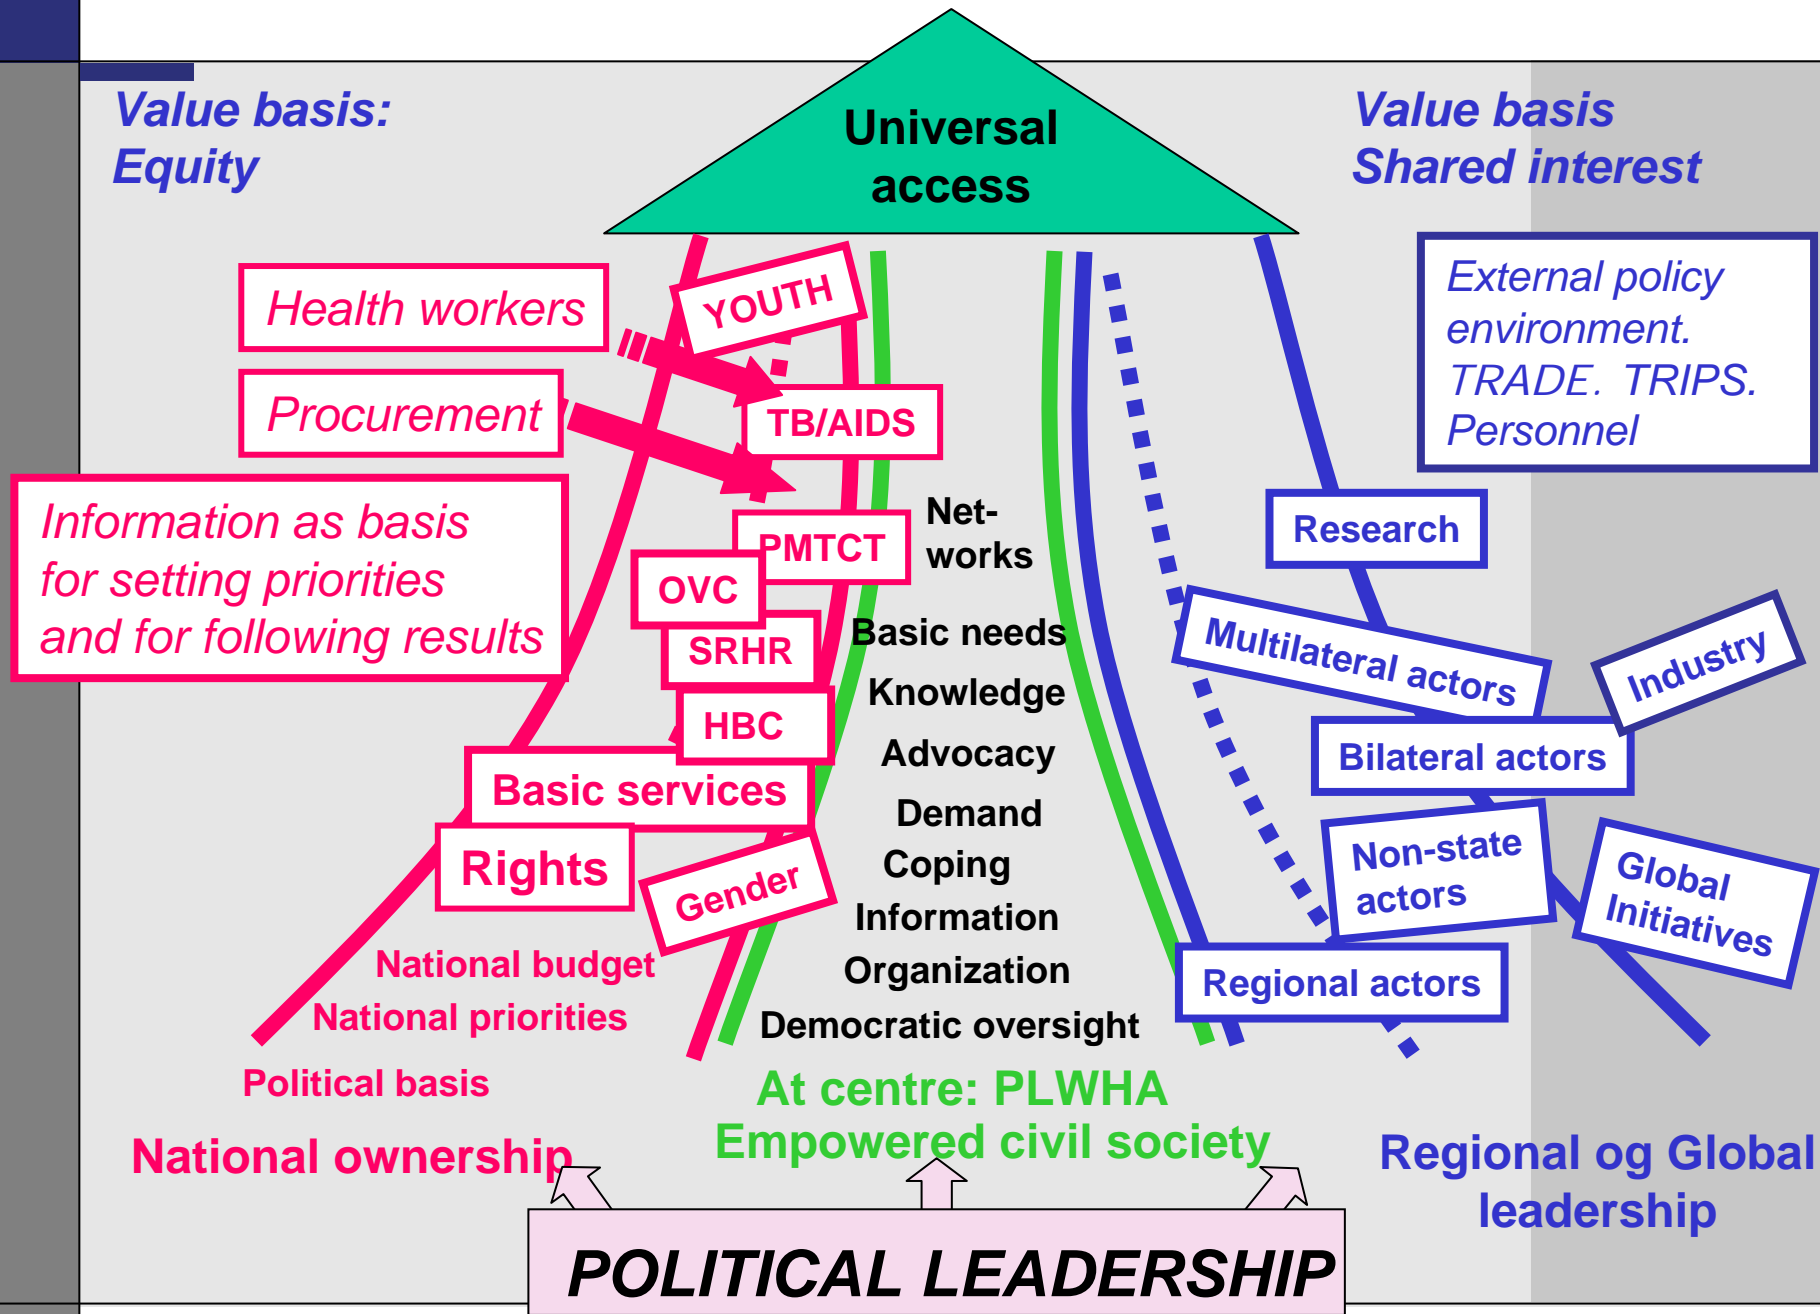 Value basis:
Equity
Universal
access
Value basis
Shared interest
Health workers
Procurement
Information as basis
for setting priorities
and for following results
YOUTH
TB/AIDS
PMTCT
OVC
SRHR
HBC
Basic services
Rights
Gender
National budget
National priorities
Political basis
National ownership
Net-
works
Basic needs
Knowledge
Advocacy
Demand
Coping
Information
Organization
Democratic oversight
At centre: PLWHA
Empowered civil society
External policy
environment.
TRADE. TRIPS.
Personnel
Research
Multilateral actors
Industry
Bilateral actors
Non-state
actors
Global
Initiatives
Regional actors
Regional og Global
leadership
POLITICAL LEADERSHIP